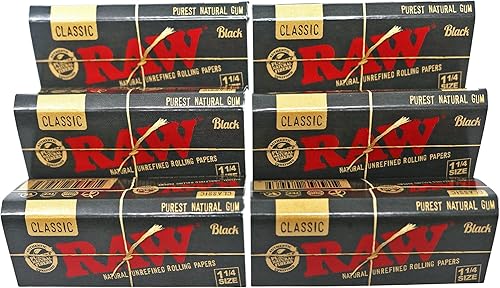 PUREST NATURAL GUM
CLASSIC
Black
RAW
NATURAL UNREFINED ROLLING PAPERS
1 1/4
SIZE
PUREST NATURAL GUM
CLASSIC
Black
RAW
NATURAL UNREFINED ROLLING PAPERS
1 1/4
SIZE
PUREST NATURAL GUM
CLASSIC
Black
RAW
NATURAL UNREFINED ROLLING PAPERS
1 1/4
SIZE
PUREST NATURAL GUM
CLASSIC
Black
RAW
NATURAL UNREFINED ROLLING PAPERS
1 1/4
SIZE
CLASSIC
PUREST NATURAL GUM
CLASSIC
Black
RAW
NATURAL UNREFINED ROLLING PAPERS
1 1/4
SIZE
PUREST NATURAL GUM
CLASSIC
Black
RAW
NATURAL UNREFINED ROLLING PAPERS
1 1/4
SIZE